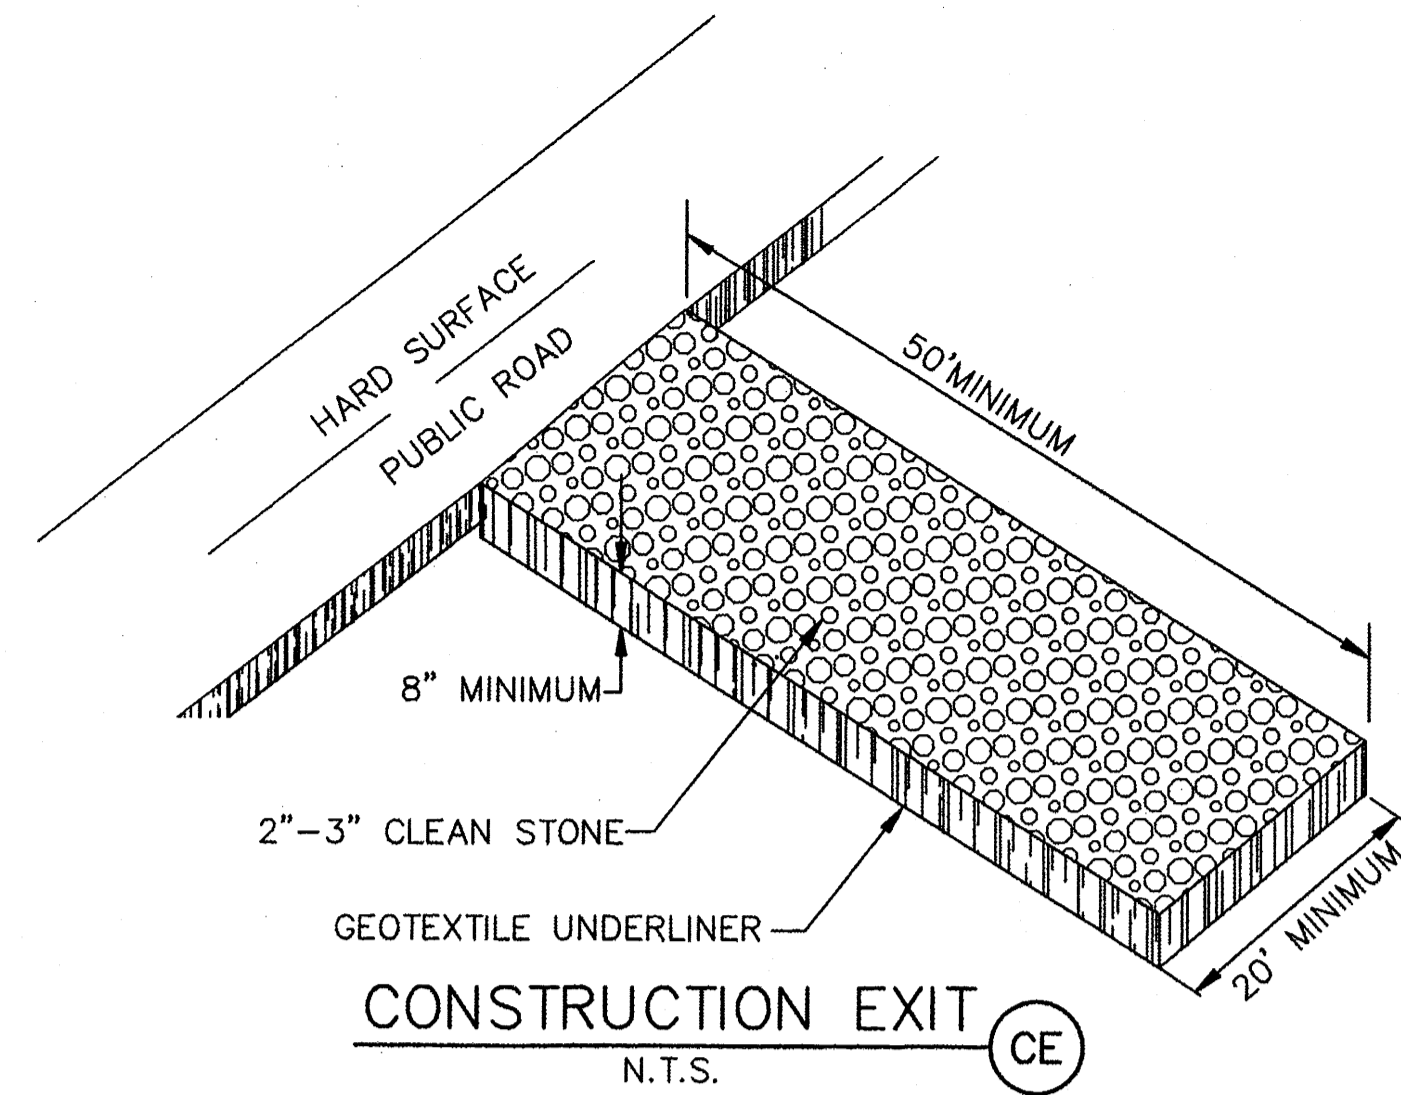 HARD SURFACE
PUBLIC ROAD
50'MINIMUM
8" MINIMUM
2"-3" CLEAN STONE
GEOTEXTILE UNDERLINER
20' MINIMUM
CONSTRUCTION EXIT
CE
N.T.S.